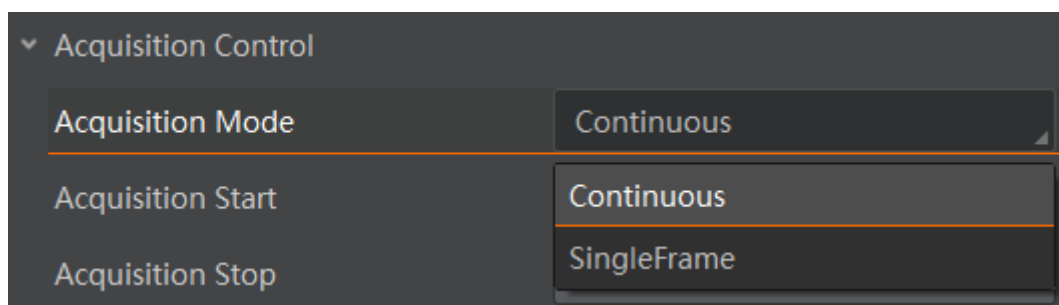 Acquisition Control
Acquisition Mode Continuous
Acquisition Start Continuous
SingleFrame
Acquisition Stop